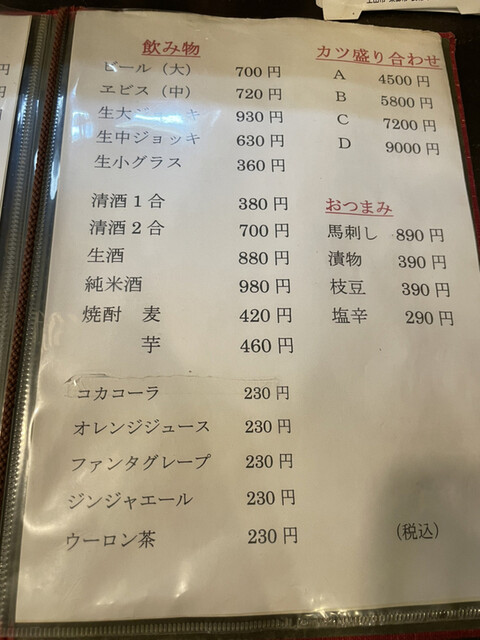 飲み物
ビール（大） 700円
ヱビス（中） 720円
生大ジョッキ 930円
生中ジョッキ 630円
生小グラス 360円
清酒１合 380円
清酒２合 700円
生酒 880円
純米酒 980円
焼酎 麦 420円
芋 460円
コカコーラ 230円
オレンジジュース 230円
ファンタグレープ 230円
ジンジャエール 230円
ウーロン茶 230円
カツ盛り合わせ
A 4500円
B 5800円
C 7200円
D 9000円
おつまみ
馬刺し 890円
漬物 390円
枝豆 390円
塩辛 290円
（税込）